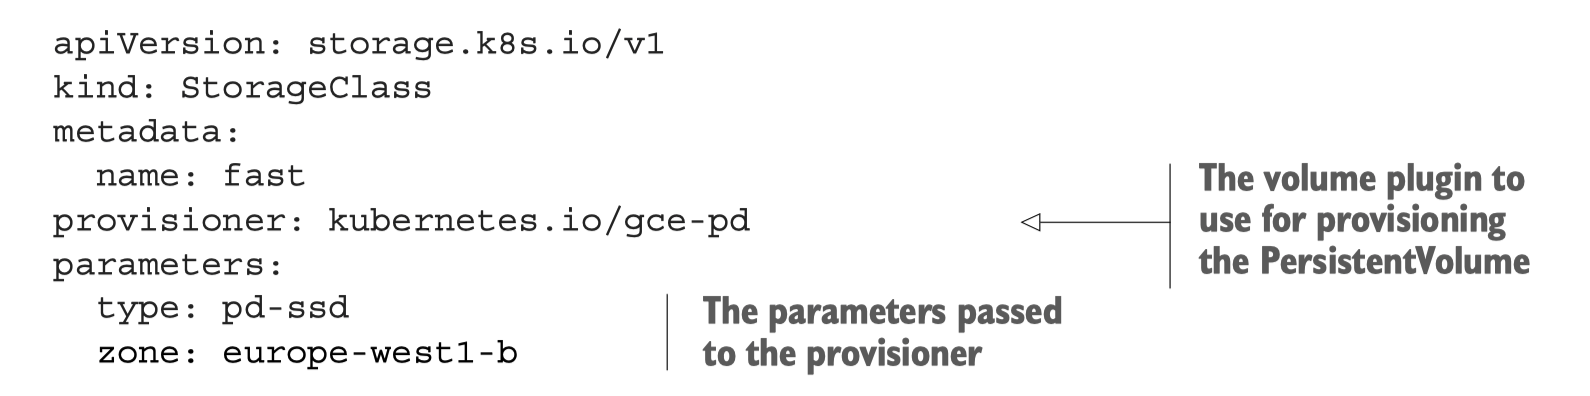 apiVersion: storage.k8s.io/v1
kind: StorageClass
metadata:
  name: fast
provisioner: kubernetes.io/gce-pd
parameters:
  type: pd-ssd
  zone: europe-west1-b
The volume plugin to
use for provisioning
the PersistentVolume
The parameters passed
to the provisioner